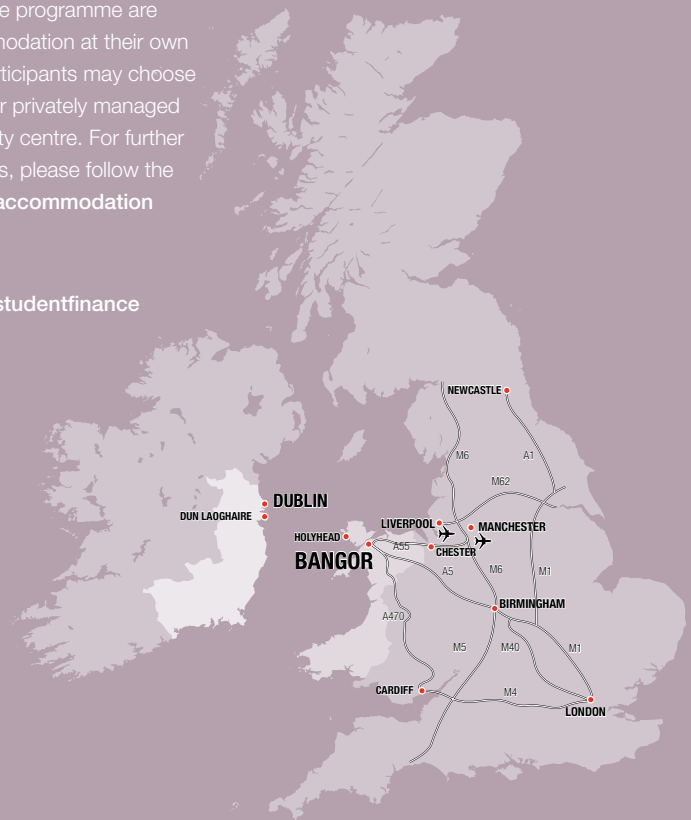 e programme are
modation at their own
rticipants may choose
r privately managed
ty centre. For further
s, please follow the
accommodation
studentfinance
NEWCASTLE
M6
A1
M62
DUBLIN
DUN LAOGHAIRE
LIVERPOOL
MANCHESTER
HOLYHEAD
A55
CHESTER
BANGOR
A5
M6
M1
BIRMINGHAM
A470
M5
M40
M1
CARDIFF
M4
LONDON